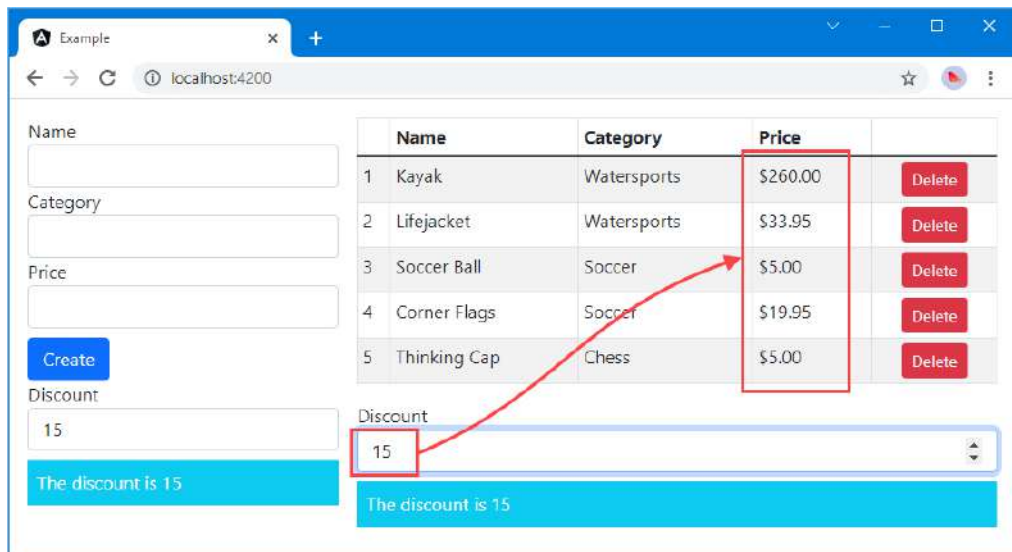 Example
localhost:4200
Name
Category
Price
Create
Discount
15
The discount is 15
Name Category Price
1 Kayak Watersports $260.00 Delete
2 Lifejacket Watersports $33.95 Delete
3 Soccer Ball Soccer $5.00 Delete
4 Corner Flags Soccer $19.95 Delete
5 Thinking Cap Chess $5.00 Delete
Discount
15
The discount is 15